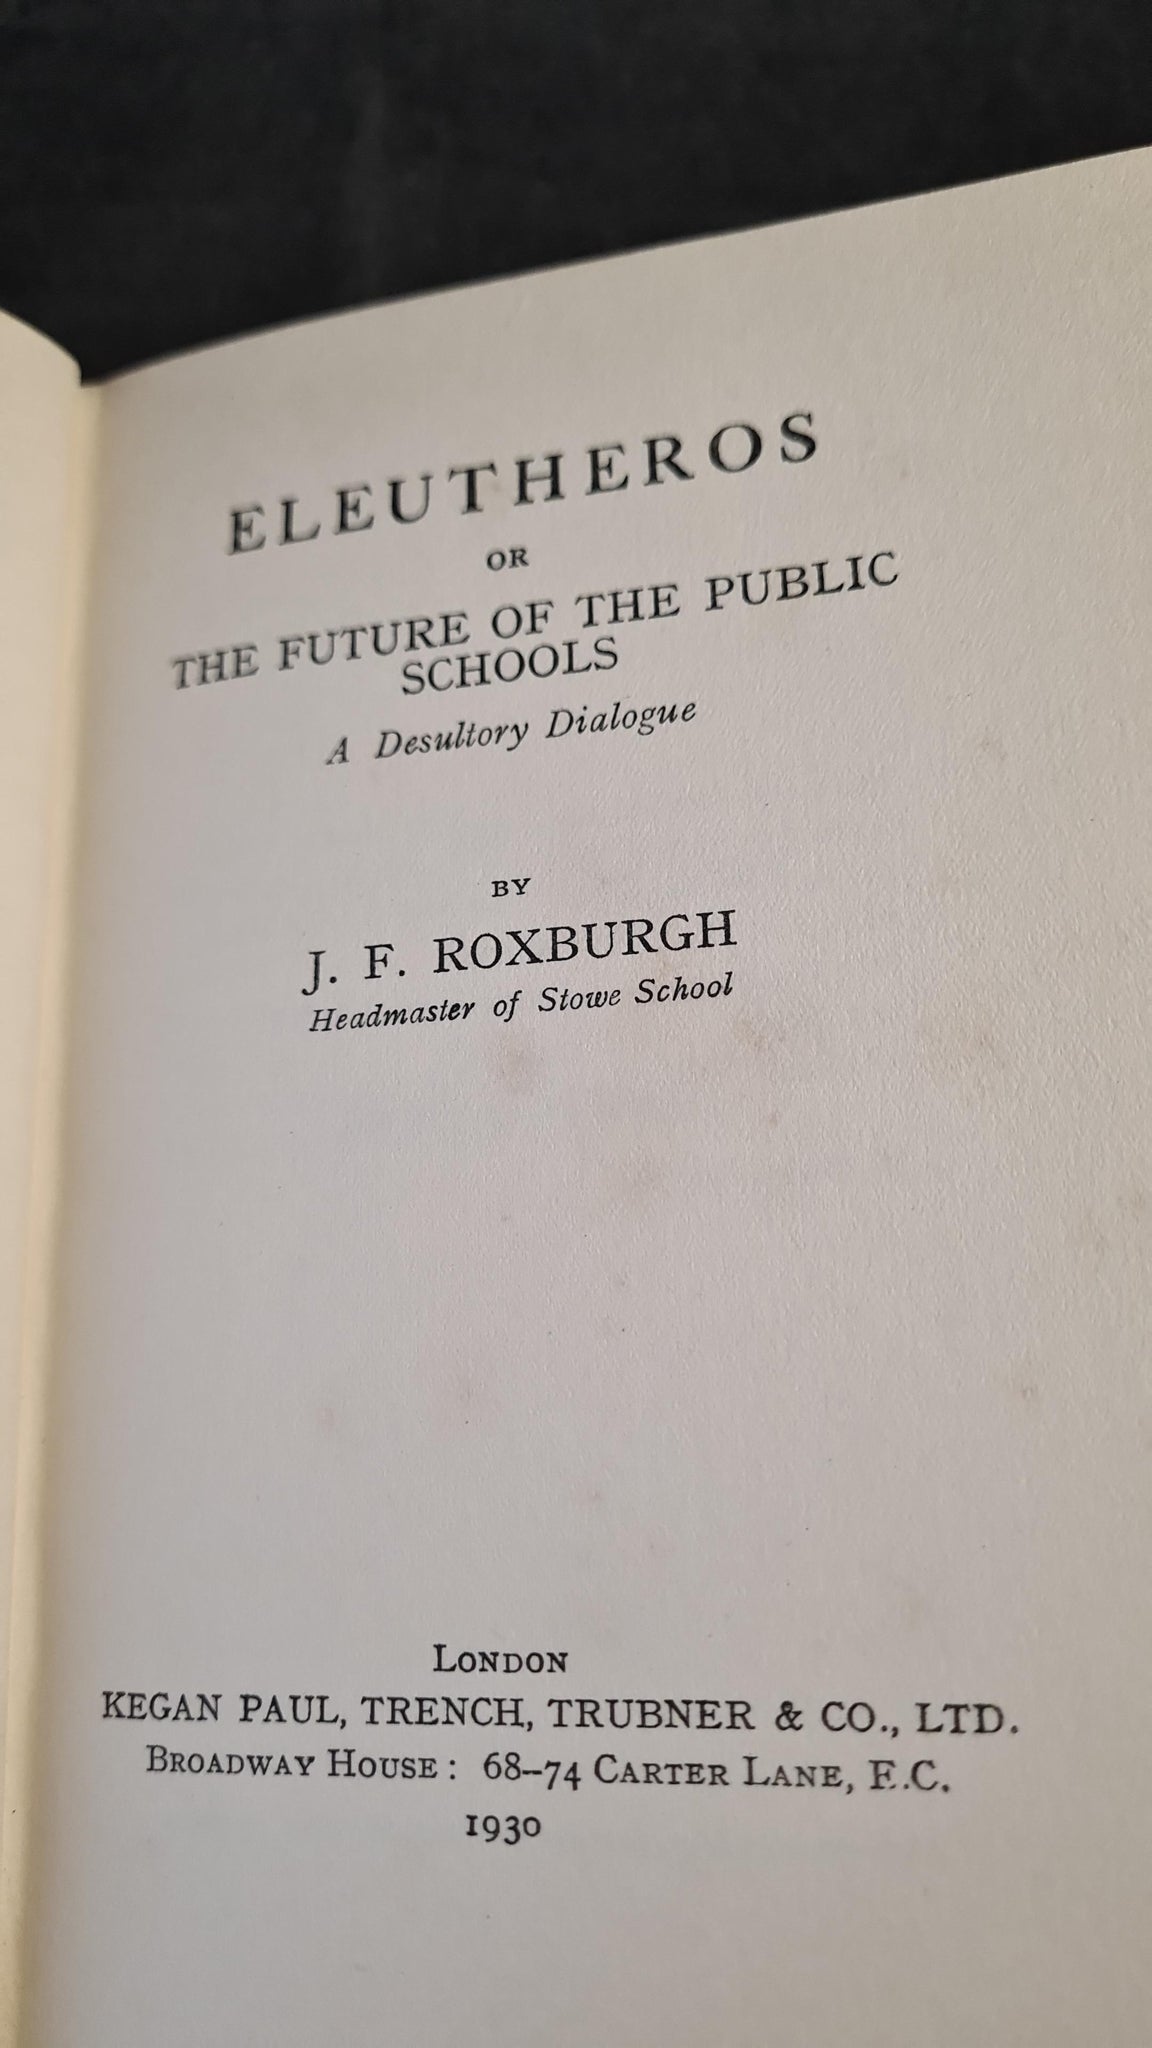 ELEUTHEROS
OR
THE FUTURE OF THE PUBLIC
SCHOOLS
A Desultory Dialogue
BY
J. F. ROXBURGH
Headmaster of Stowe School
LONDON
KEGAN PAUL, TRENCH, TRUBNER & CO., LTD.
BROADWAY HOUSE: 68–74 CARTER LANE, E.C.
1930